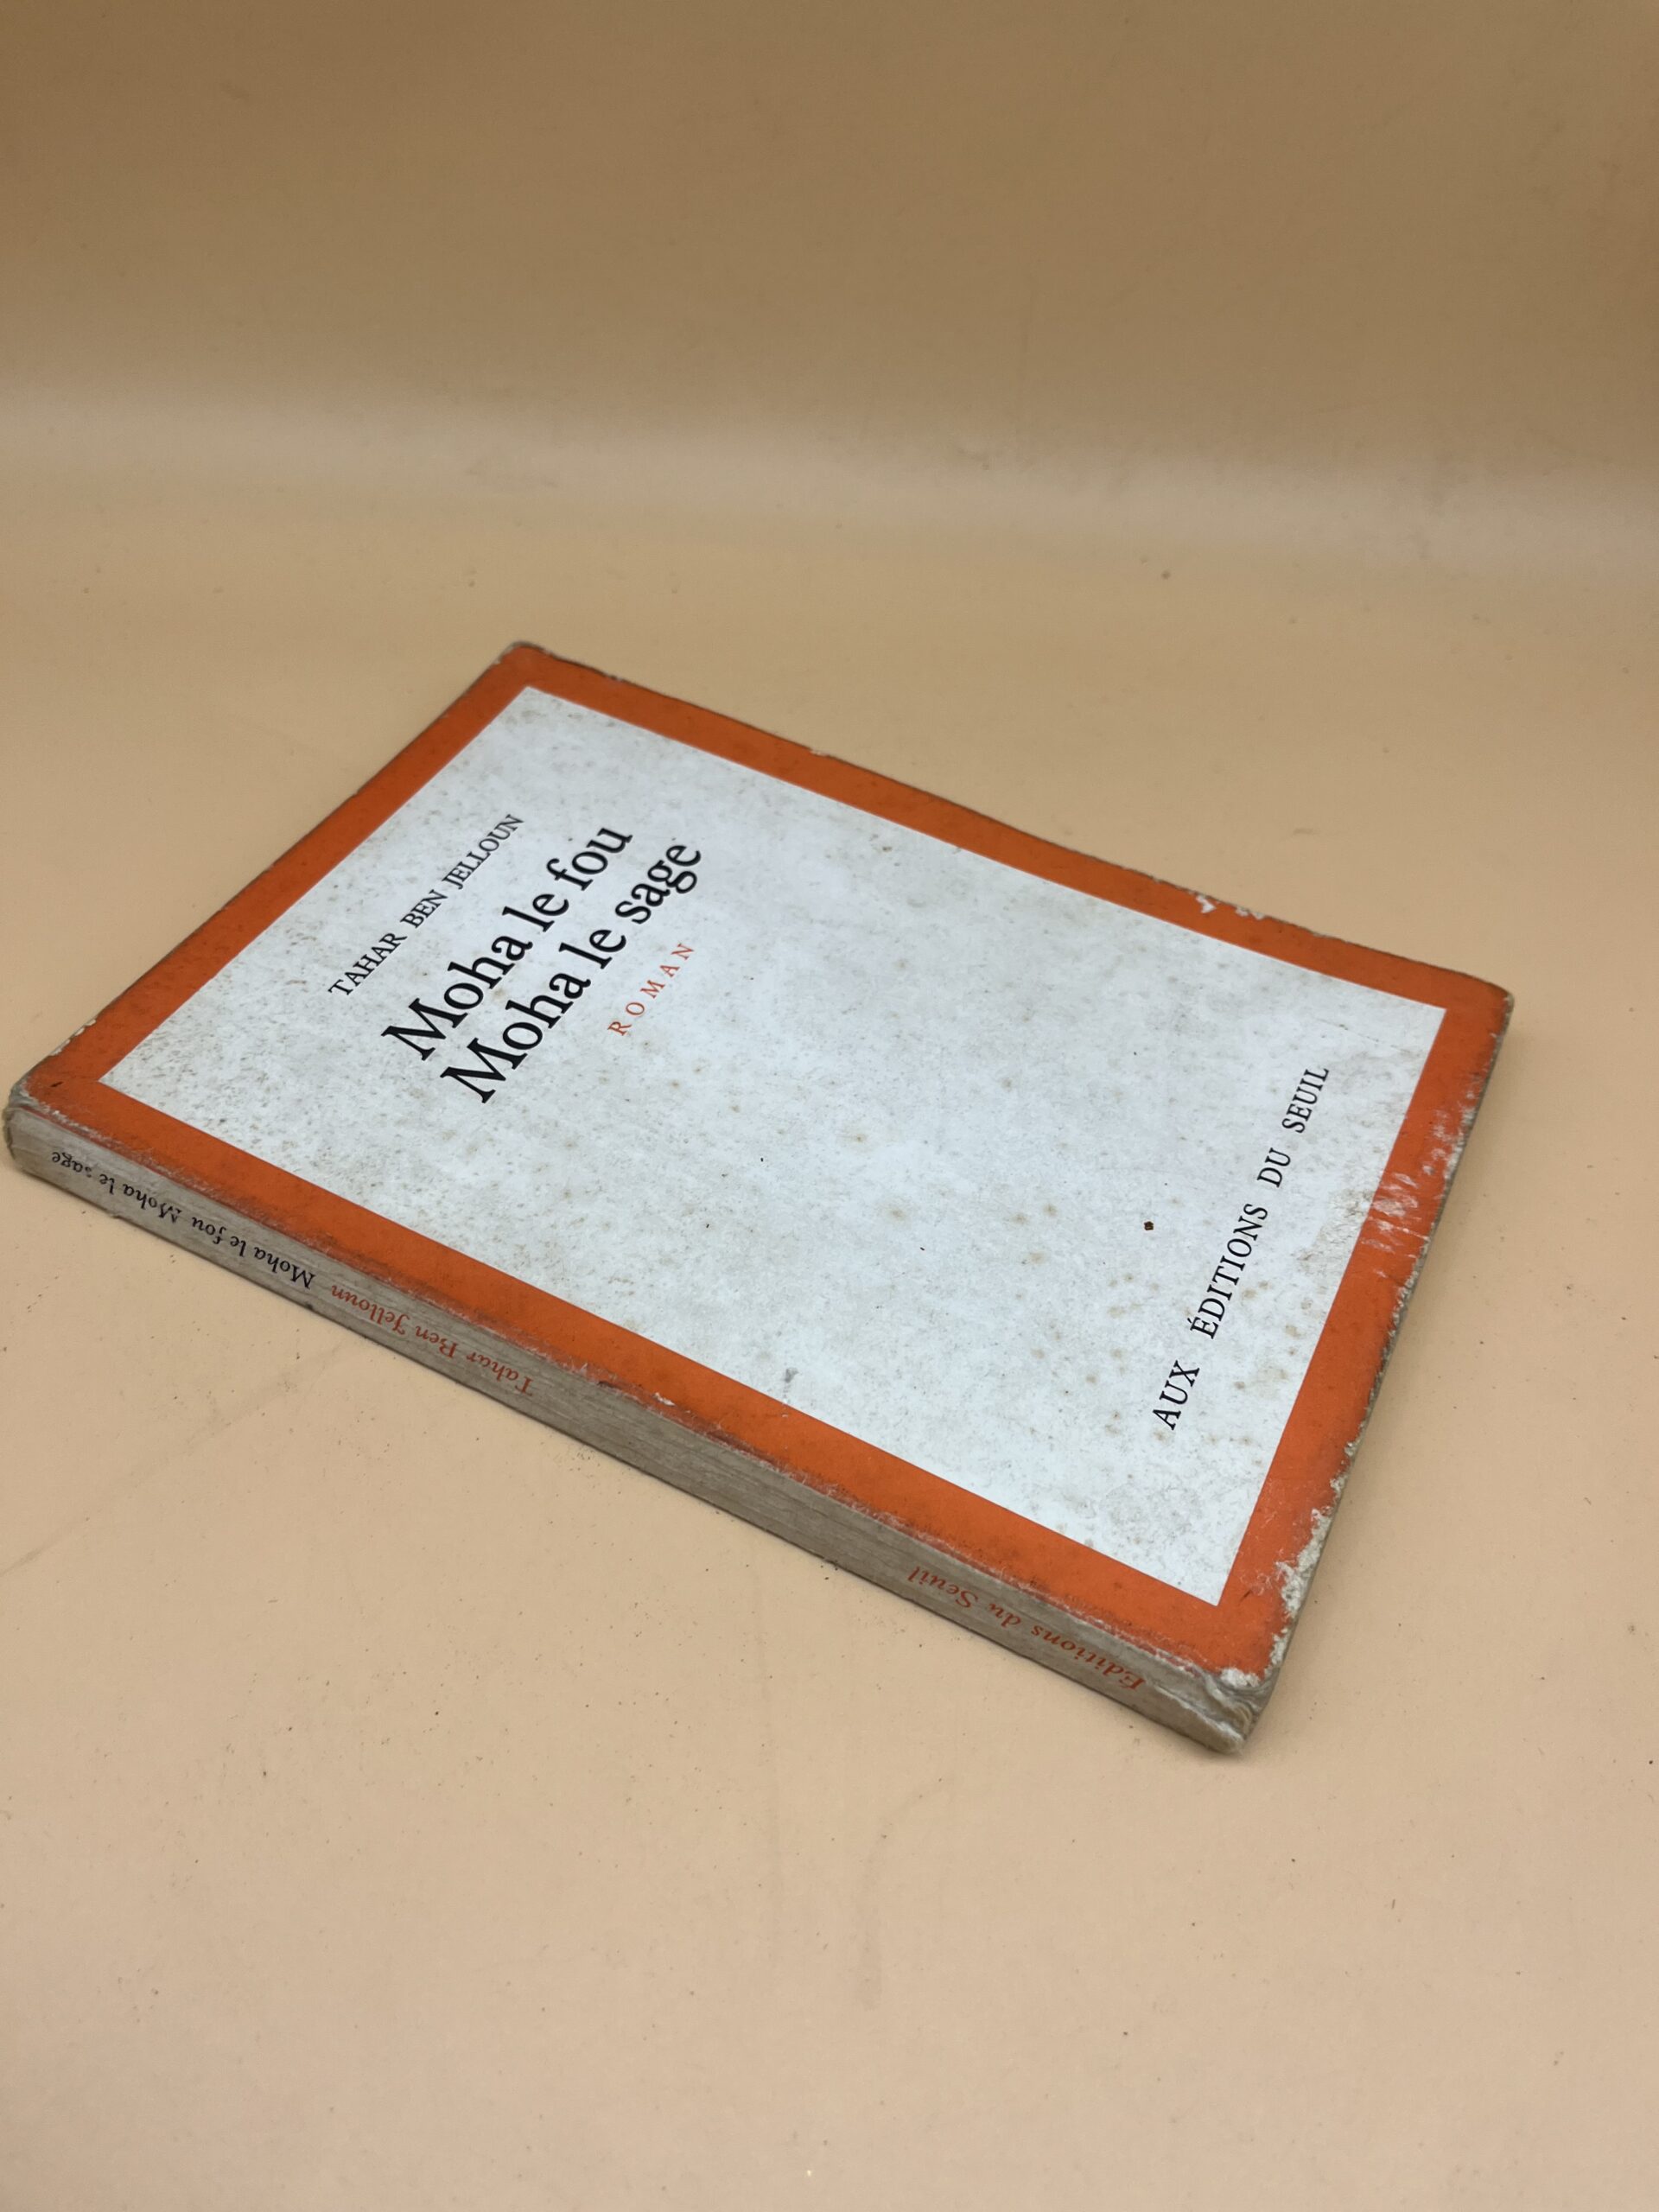 TAHAR BEN JELLOUN
Moha le fou
Moha le sage
ROMAN
AUX ÉDITIONS DU SEUIL
Tahar Ben Jelloun Moha le fou Moha le sage
Éditions du Seuil